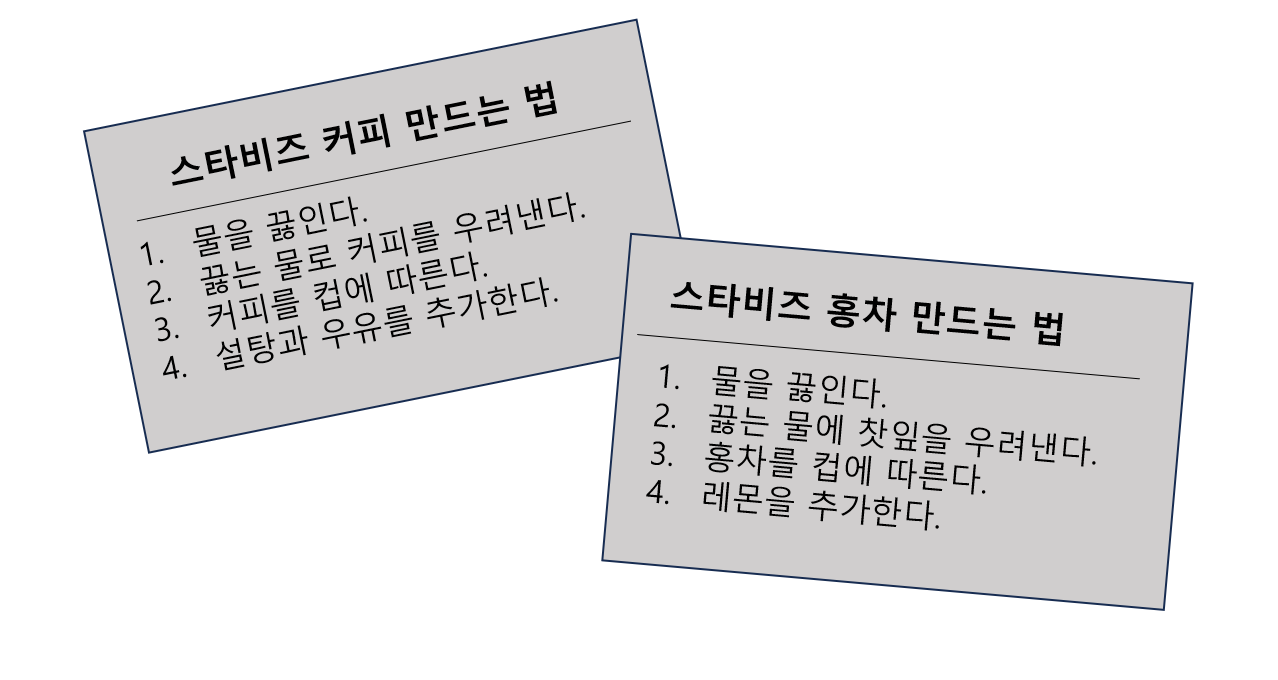 스타비즈 커피 만드는 법
1. 물을 끓인다.
2. 끓는 물로 커피를 우려낸다.
3. 커피를 컵에 따른다.
4. 설탕과 우유를 추가한다.
스타비즈 홍차 만드는 법
1. 물을 끓인다.
2. 끓는 물에 찻잎을 우려낸다.
3. 홍차를 컵에 따른다.
4. 레몬을 추가한다.